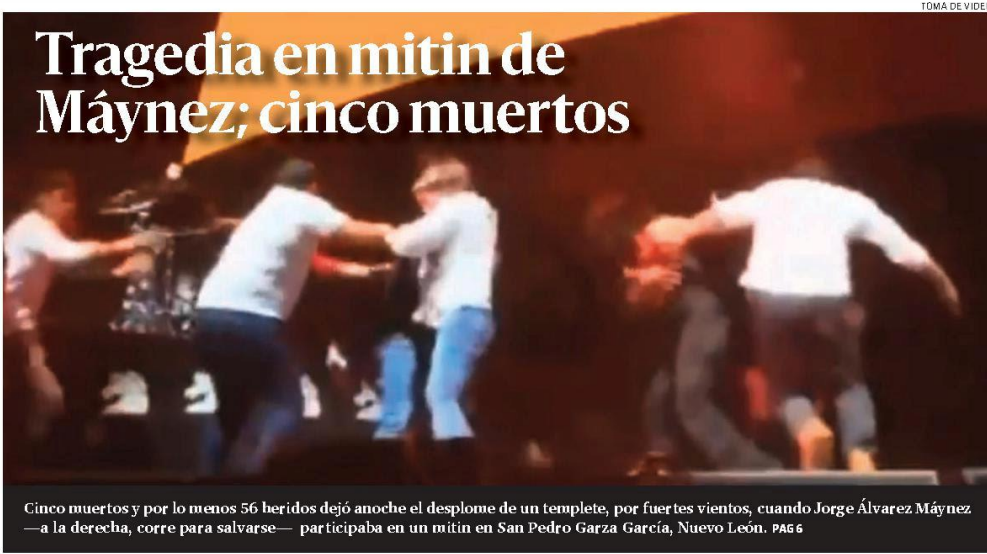 TOMA DE VIDE
Tragedia en mitin de
Máynez; cinco muertos
Cinco muertos y por lo menos 56 heridos dejó anoche el desplome de un templete, por fuertes vientos, cuando Jorge Álvarez Máynez
—a la derecha, corre para salvarse— participaba en un mitin en San Pedro Garza García, Nuevo León. PAG 6